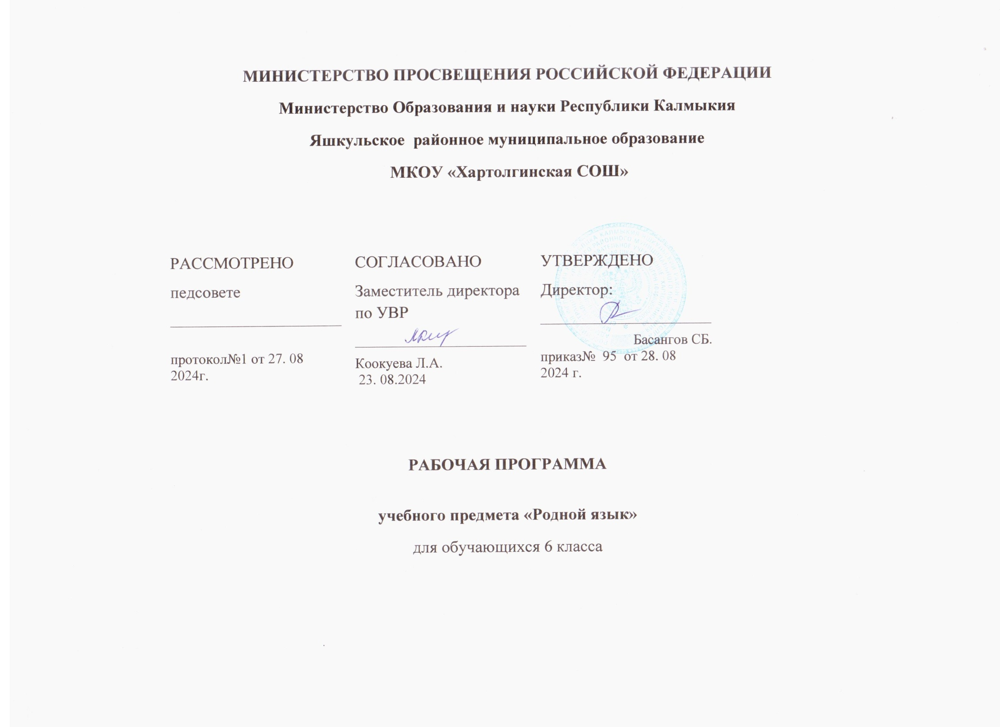 МИНИСТЕРСТВО ПРОСВЕЩЕНИЯ РОССИЙСКОЙ ФЕДЕРАЦИИ
Министерство Образования и науки Республики Калмыкия
Яшкульское районное муниципальное образование
МКОУ «Хартолгинская СОШ»
РАССМОТРЕНО
педсовете
протокол№1 от 27. 08
2024г.
СОГЛАСОВАНО
Заместитель директора
по УВР
Коокуева Л.А.
23. 08.2024
УТВЕРЖДЕНО
Директор:
Басангов СБ.
приказ№ 95 от 28. 08
2024 г.
РАБОЧАЯ ПРОГРАММА
учебного предмета «Родной язык»
для обучающихся 6 класса